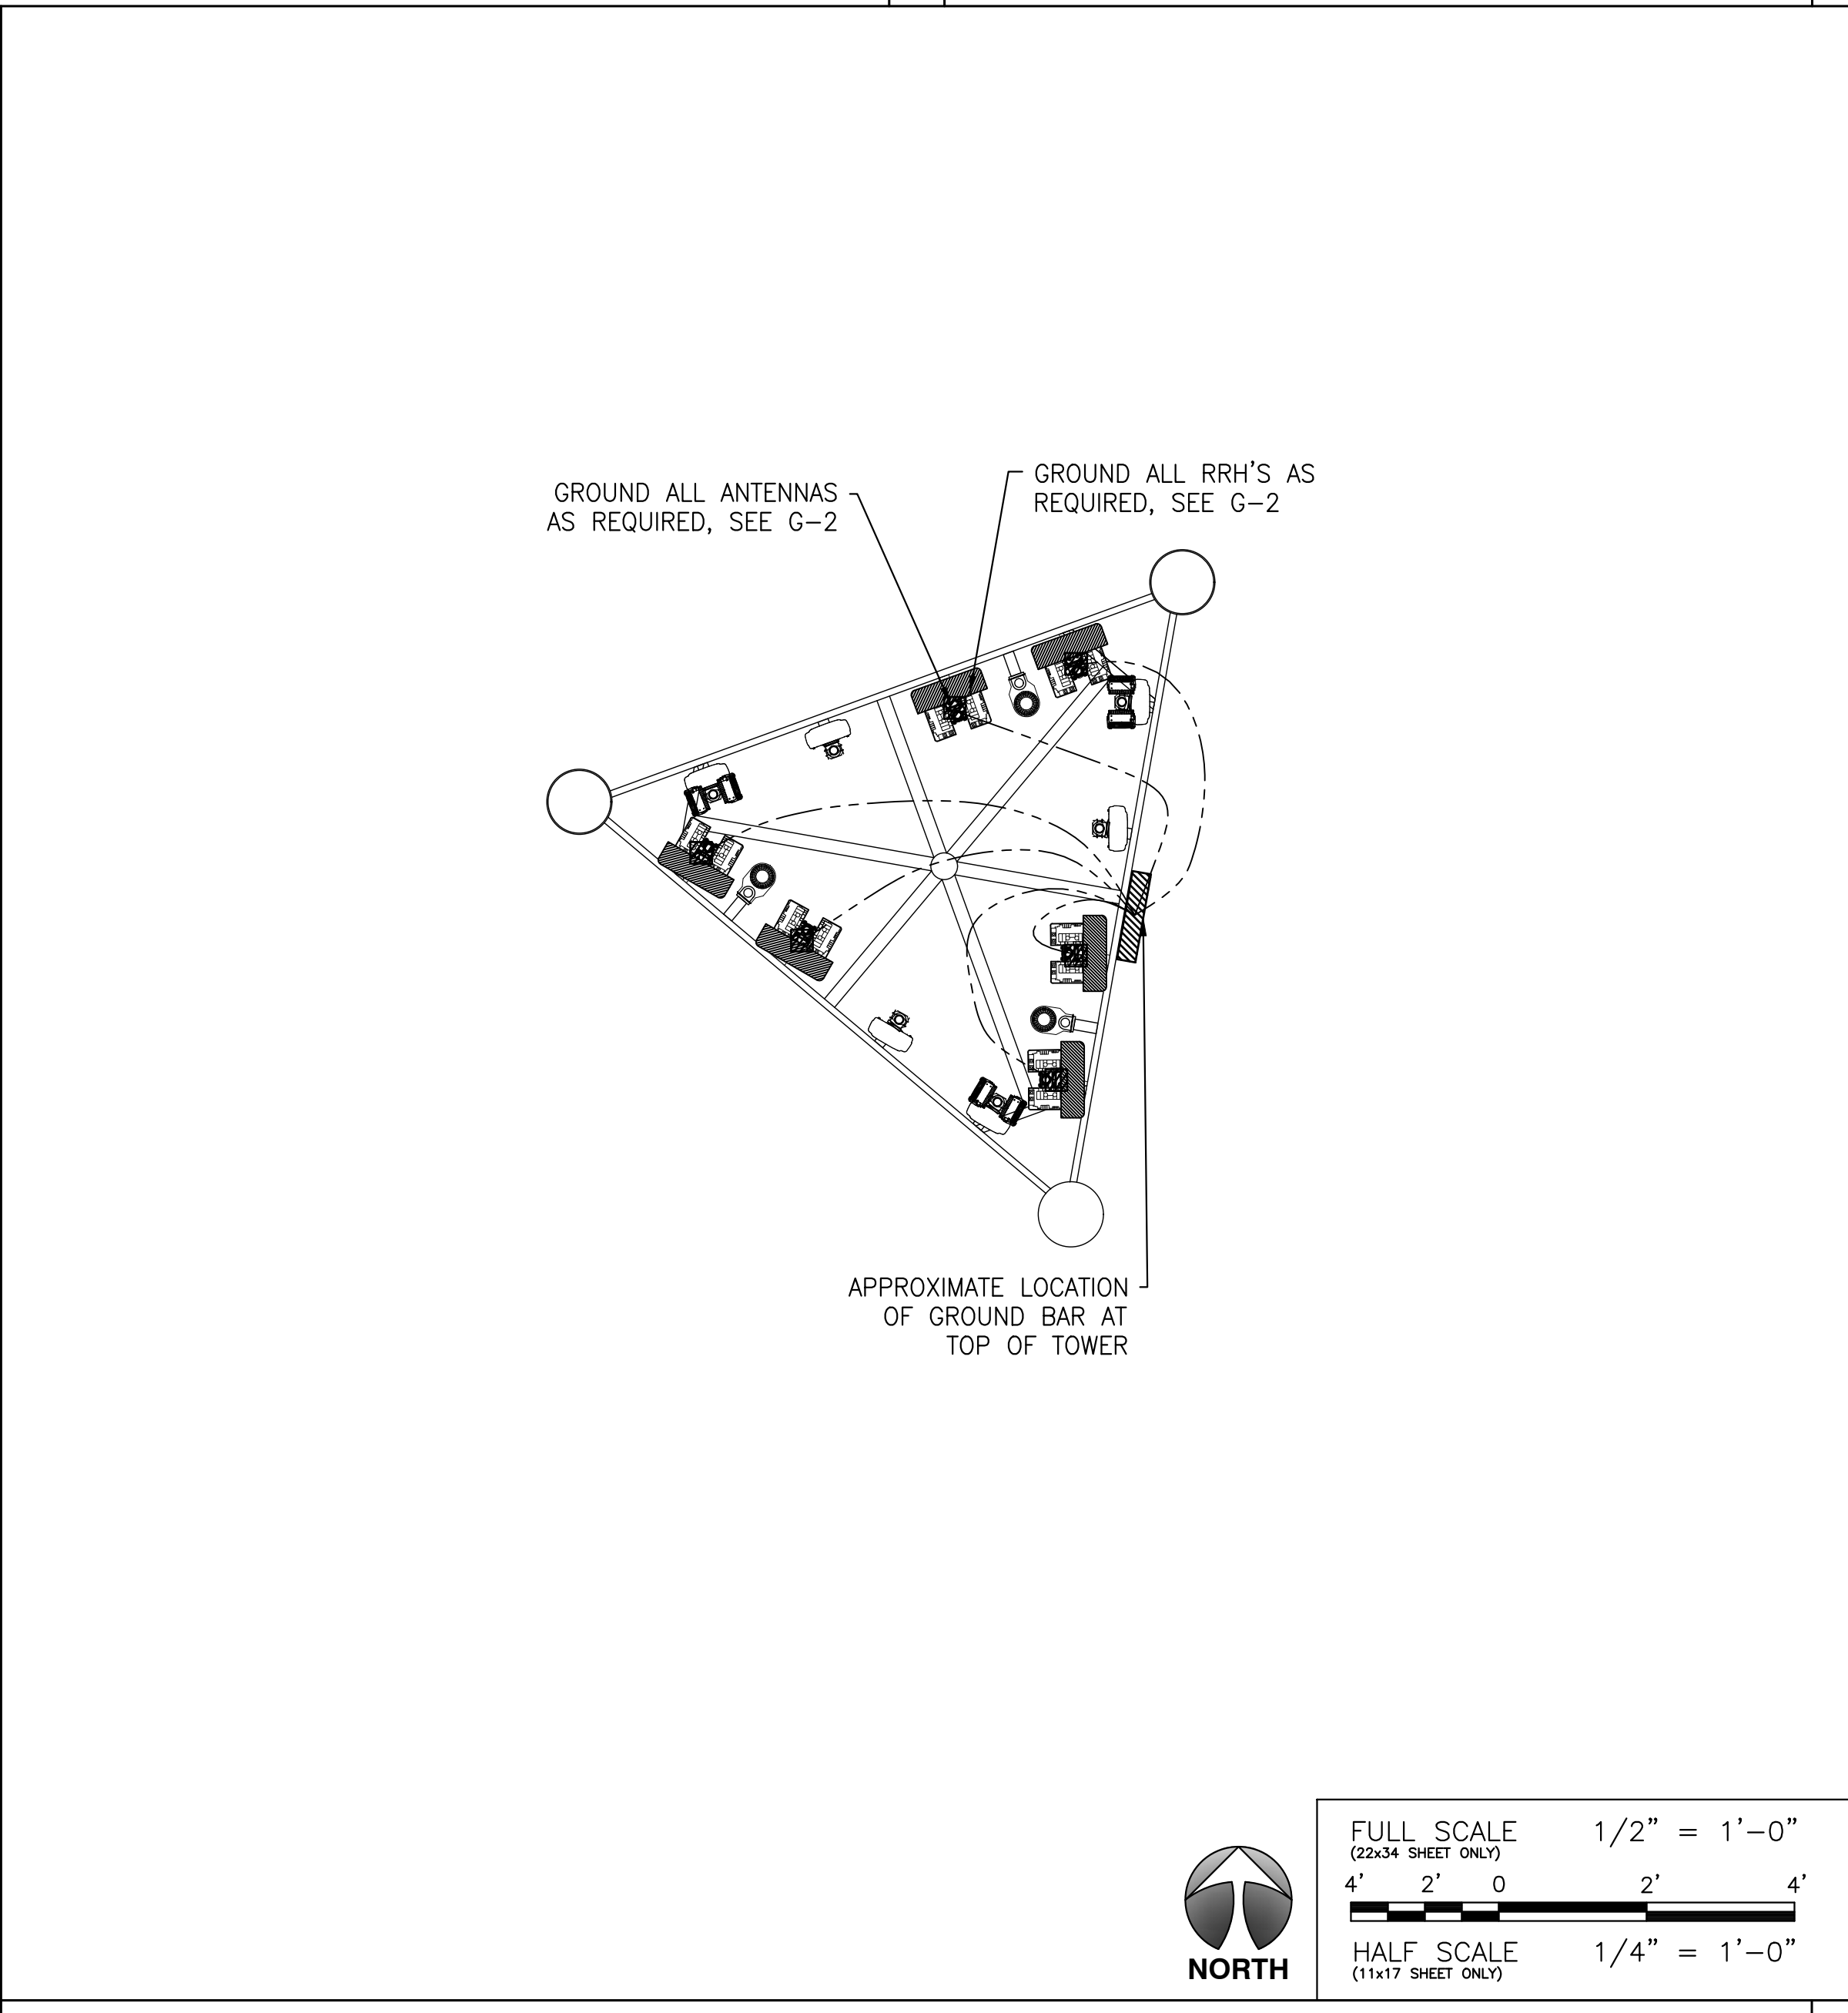 GROUND ALL ANTENNAS
AS REQUIRED, SEE G-2
GROUND ALL RRH'S AS
REQUIRED, SEE G-2
APPROXIMATE LOCATION
OF GROUND BAR AT
TOP OF TOWER
NORTH
FULL SCALE 1/2" = 1'-0"
(22x34 SHEET ONLY)
4' 2' 0 2' 4'
HALF SCALE 1/4" = 1'-0"
(11x17 SHEET ONLY)